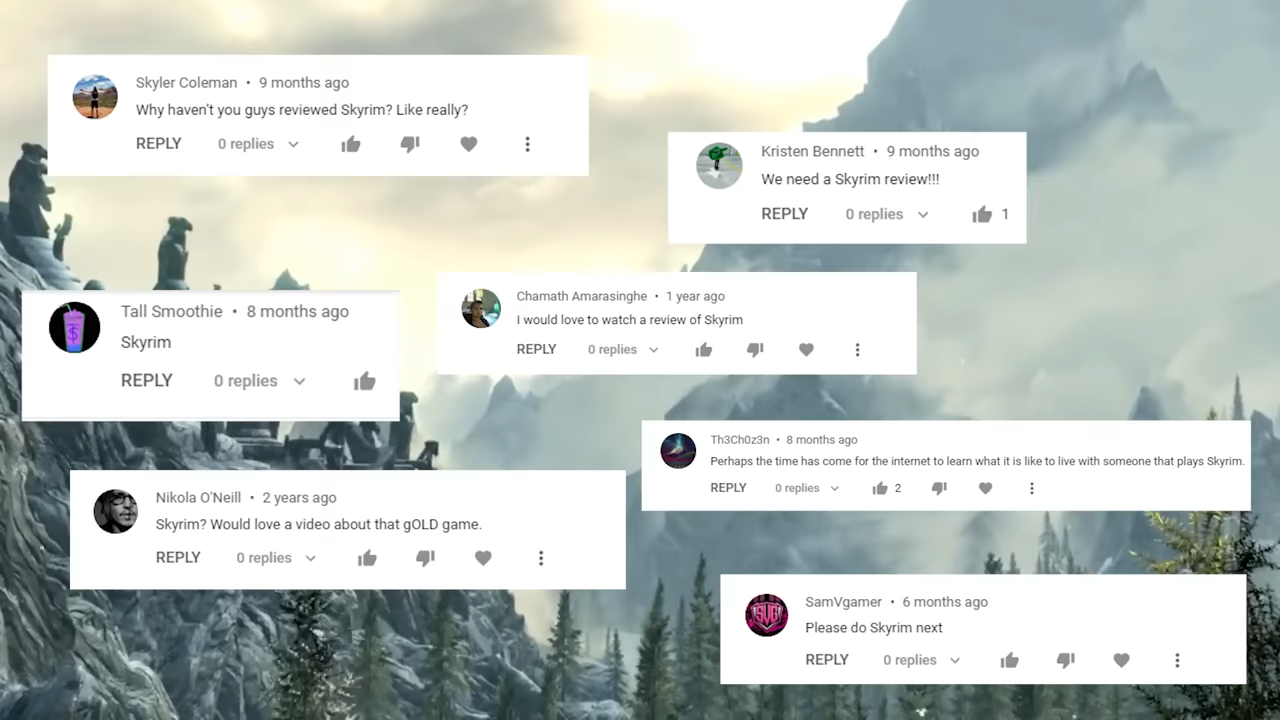 Skyler Coleman • 9 months ago
Why haven't you guys reviewed Skyrim? Like really?
REPLY 0 replies
Kristen Bennett • 9 months ago
We need a Skyrim review!!!
REPLY 0 replies 1
Chamath Amarasinghe • 1 year ago
I would love to watch a review of Skyrim
REPLY 0 replies
Tall Smoothie • 8 months ago
Skyrim
REPLY 0 replies
Th3Ch0z3n • 8 months ago
Perhaps the time has come for the internet to learn what it is like to live with someone that plays Skyrim.
REPLY 0 replies 2
Nikola O'Neill • 2 years ago
Skyrim? Would love a video about that gOLD game.
REPLY 0 replies
SVG!
SamVgamer • 6 months ago
Please do Skyrim next
REPLY 0 replies